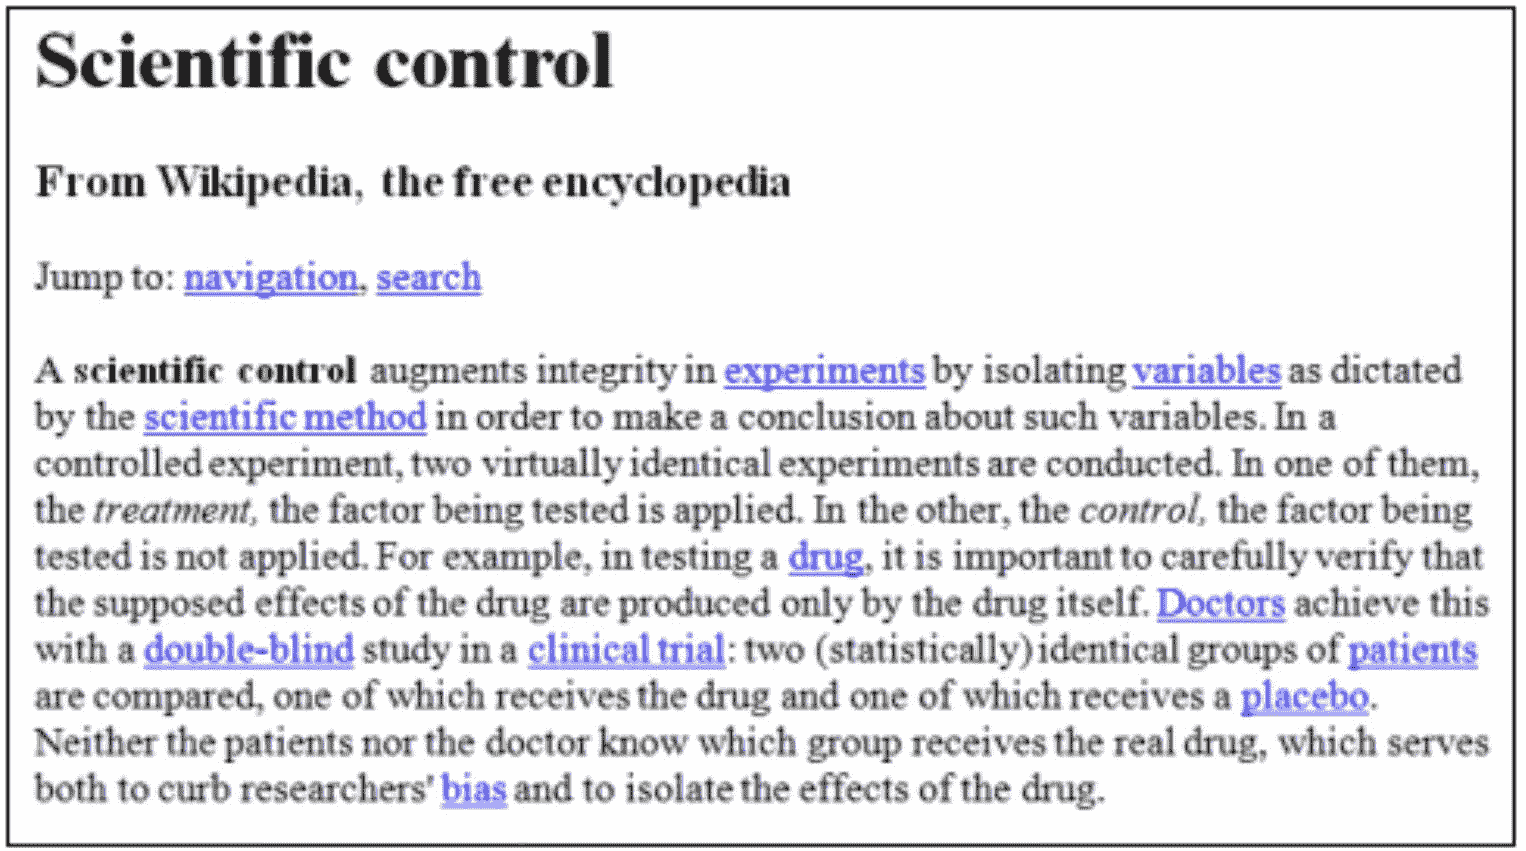 Scientific control
From Wikipedia, the free encyclopedia
Jump to: navigation, search
A scientific control augments integrity in experiments by isolating variables as dictated
by the scientific method in order to make a conclusion about such variables. In a
controlled experiment, two virtually identical experiments are conducted. In one of them,
the treatment, the factor being tested is applied. In the other, the control, the factor being
tested is not applied. For example, in testing a drug, it is important to carefully verify that
the supposed effects of the drug are produced only by the drug itself. Doctors achieve this
with a double-blind study in a clinical trial: two (statistically) identical groups of patients
are compared, one of which receives the drug and one of which receives a placebo.
Neither the patients nor the doctor know which group receives the real drug, which serves
both to curb researchers' bias and to isolate the effects of the drug.